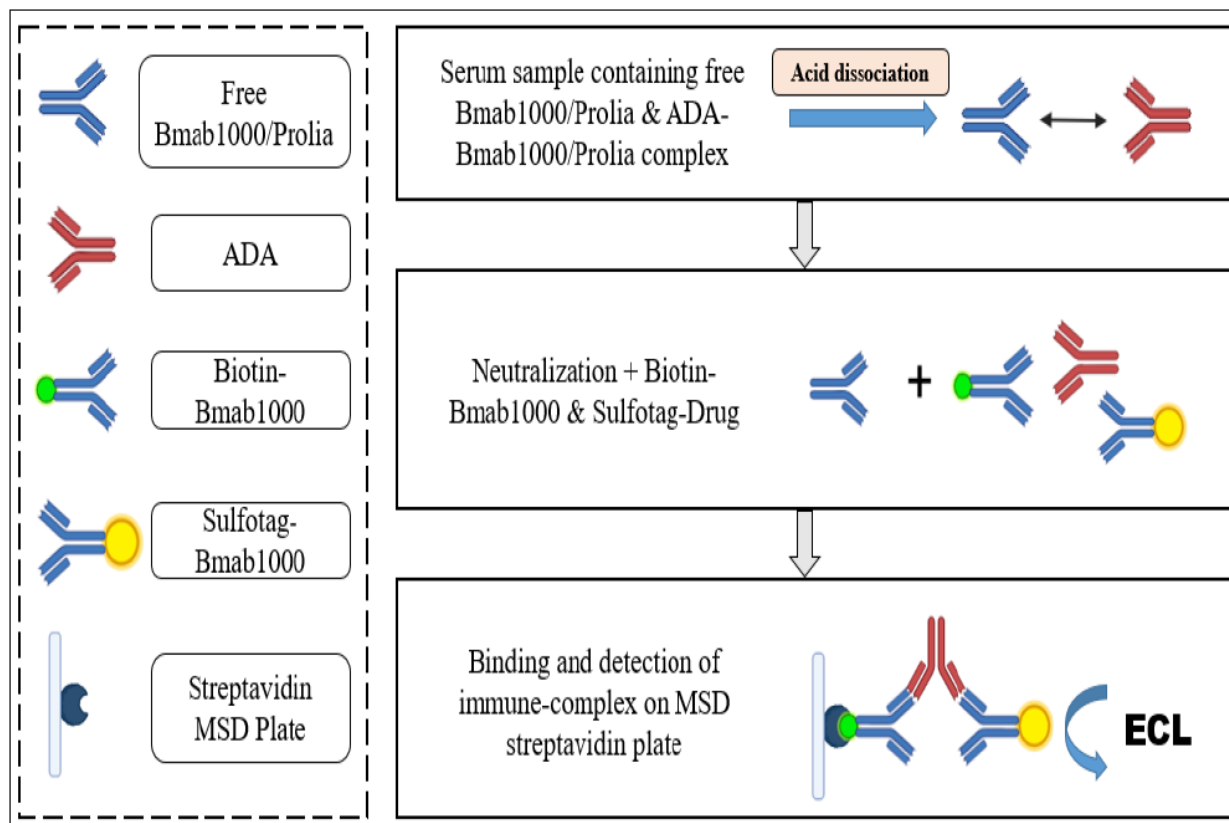 Free
Bmab1000/Prolia
ADA
Biotin-
Bmab1000
Sulfotag-
Bmab1000
Streptavidin
MSD Plate
Serum sample containing free
Bmab1000/Prolia & ADA-
Bmab1000/Prolia complex
Acid dissociation
Neutralization + Biotin-
Bmab1000 & Sulfotag-Drug
+
Binding and detection of
immune-complex on MSD
streptavidin plate
ECL